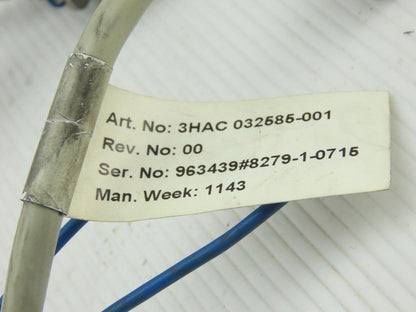 Art. No: 3HAC 032585-001
Rev. No: 00
Ser. No: 963439#8279-1-0715
Man. Week: 1143